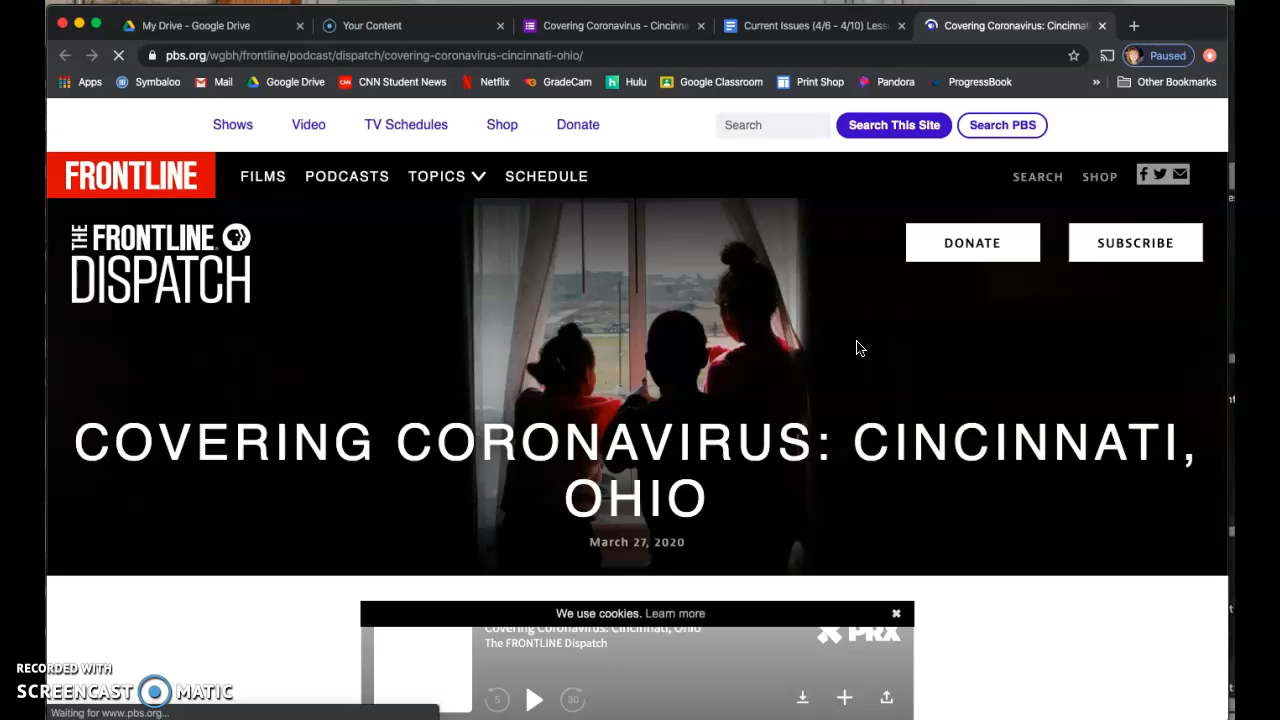 My Drive - Google Drive
Your Content
Covering Coronavirus - Cincinna
Current Issues (4/6 - 4/10) Less
Covering Coronavirus: Cincinnat
pbs.org/wgbh/frontline/podcast/dispatch/covering-coronavirus-cincinnati-ohio/
Paused
Apps
Symbaloo
Mail
Google Drive
CNN Student News
Netflix
GradeCam
Hulu
Google Classroom
Print Shop
Pandora
ProgressBook
»
Other Bookmarks
Shows
Video
TV Schedules
Shop
Donate
Search
Search This Site
Search PBS
FRONTLINE
FILMS
PODCASTS
TOPICS
SCHEDULE
SEARCH
SHOP
THE FRONTLINE
DISPATCH
DONATE
SUBSCRIBE
COVERING CORONAVIRUS: CINCINNATI,
OHIO
March 27, 2020
We use cookies. Learn more
Covering Coronavirus: Cincinnati, Ohio
The FRONTLINE Dispatch
PRX
5
30
RECORDED WITH
SCREENCAST MATIC
Waiting for www.pbs.org...